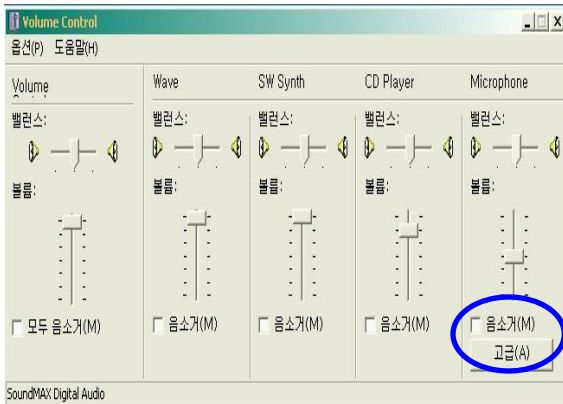 Volume Control
옵션(P) 도움말(H)
Volume Wave SW Synth CD Player Microphone
밸런스: 밸런스: 밸런스: 밸런스: 밸런스:
볼륨: 볼륨: 볼륨: 볼륨: 볼륨:
모두 음소거(M) 음소거(M) 음소거(M) 음소거(M) 음소거(M)
고급(A)
SoundMAX Digital Audio